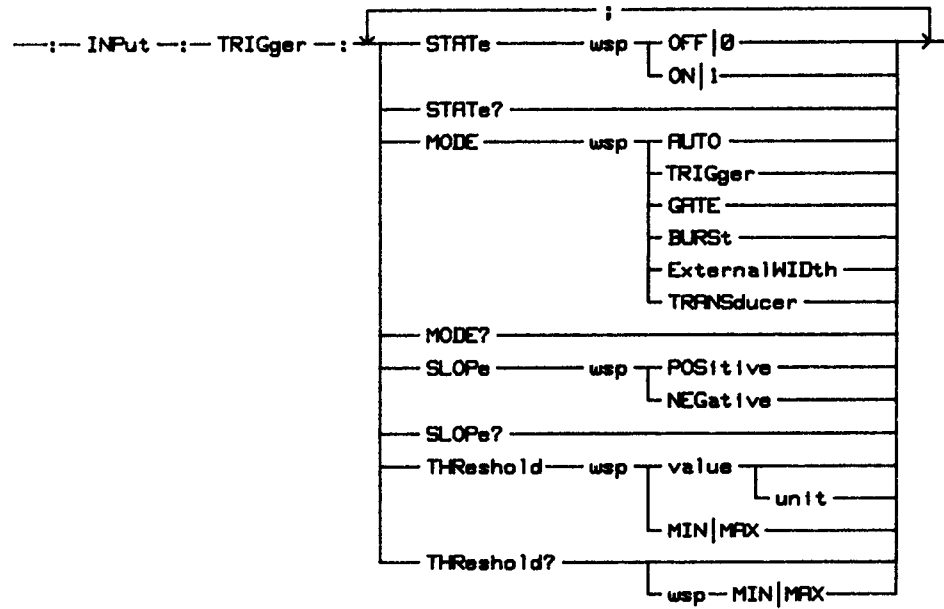 ;
: INPut : TRIGger : STATe wsp OFF|0
ON|1
STATe?
MODE wsp AUTO
TRIGger
GATE
BURSt
ExternalWIDth
TRANSducer
MODE?
SLOPe wsp POSitive
NEGative
SLOPe?
THReshold wsp value
unit
MIN|MAX
THReshold?
wsp MIN|MAX